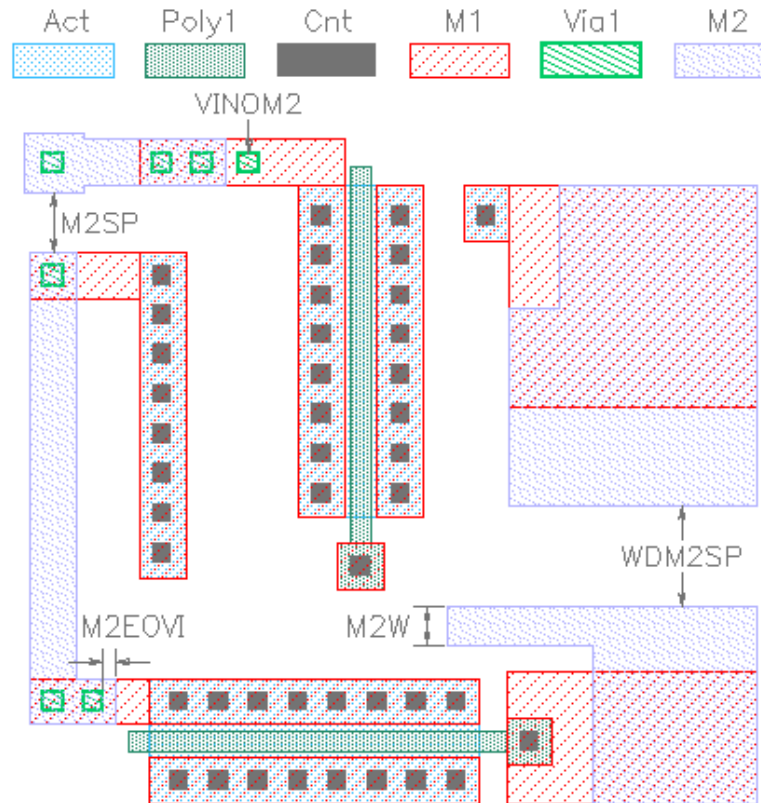 Act Poly1 Cnt M1 Via1 M2
VINOM2
M2SP
WDM2SP
M2EOVI
M2W